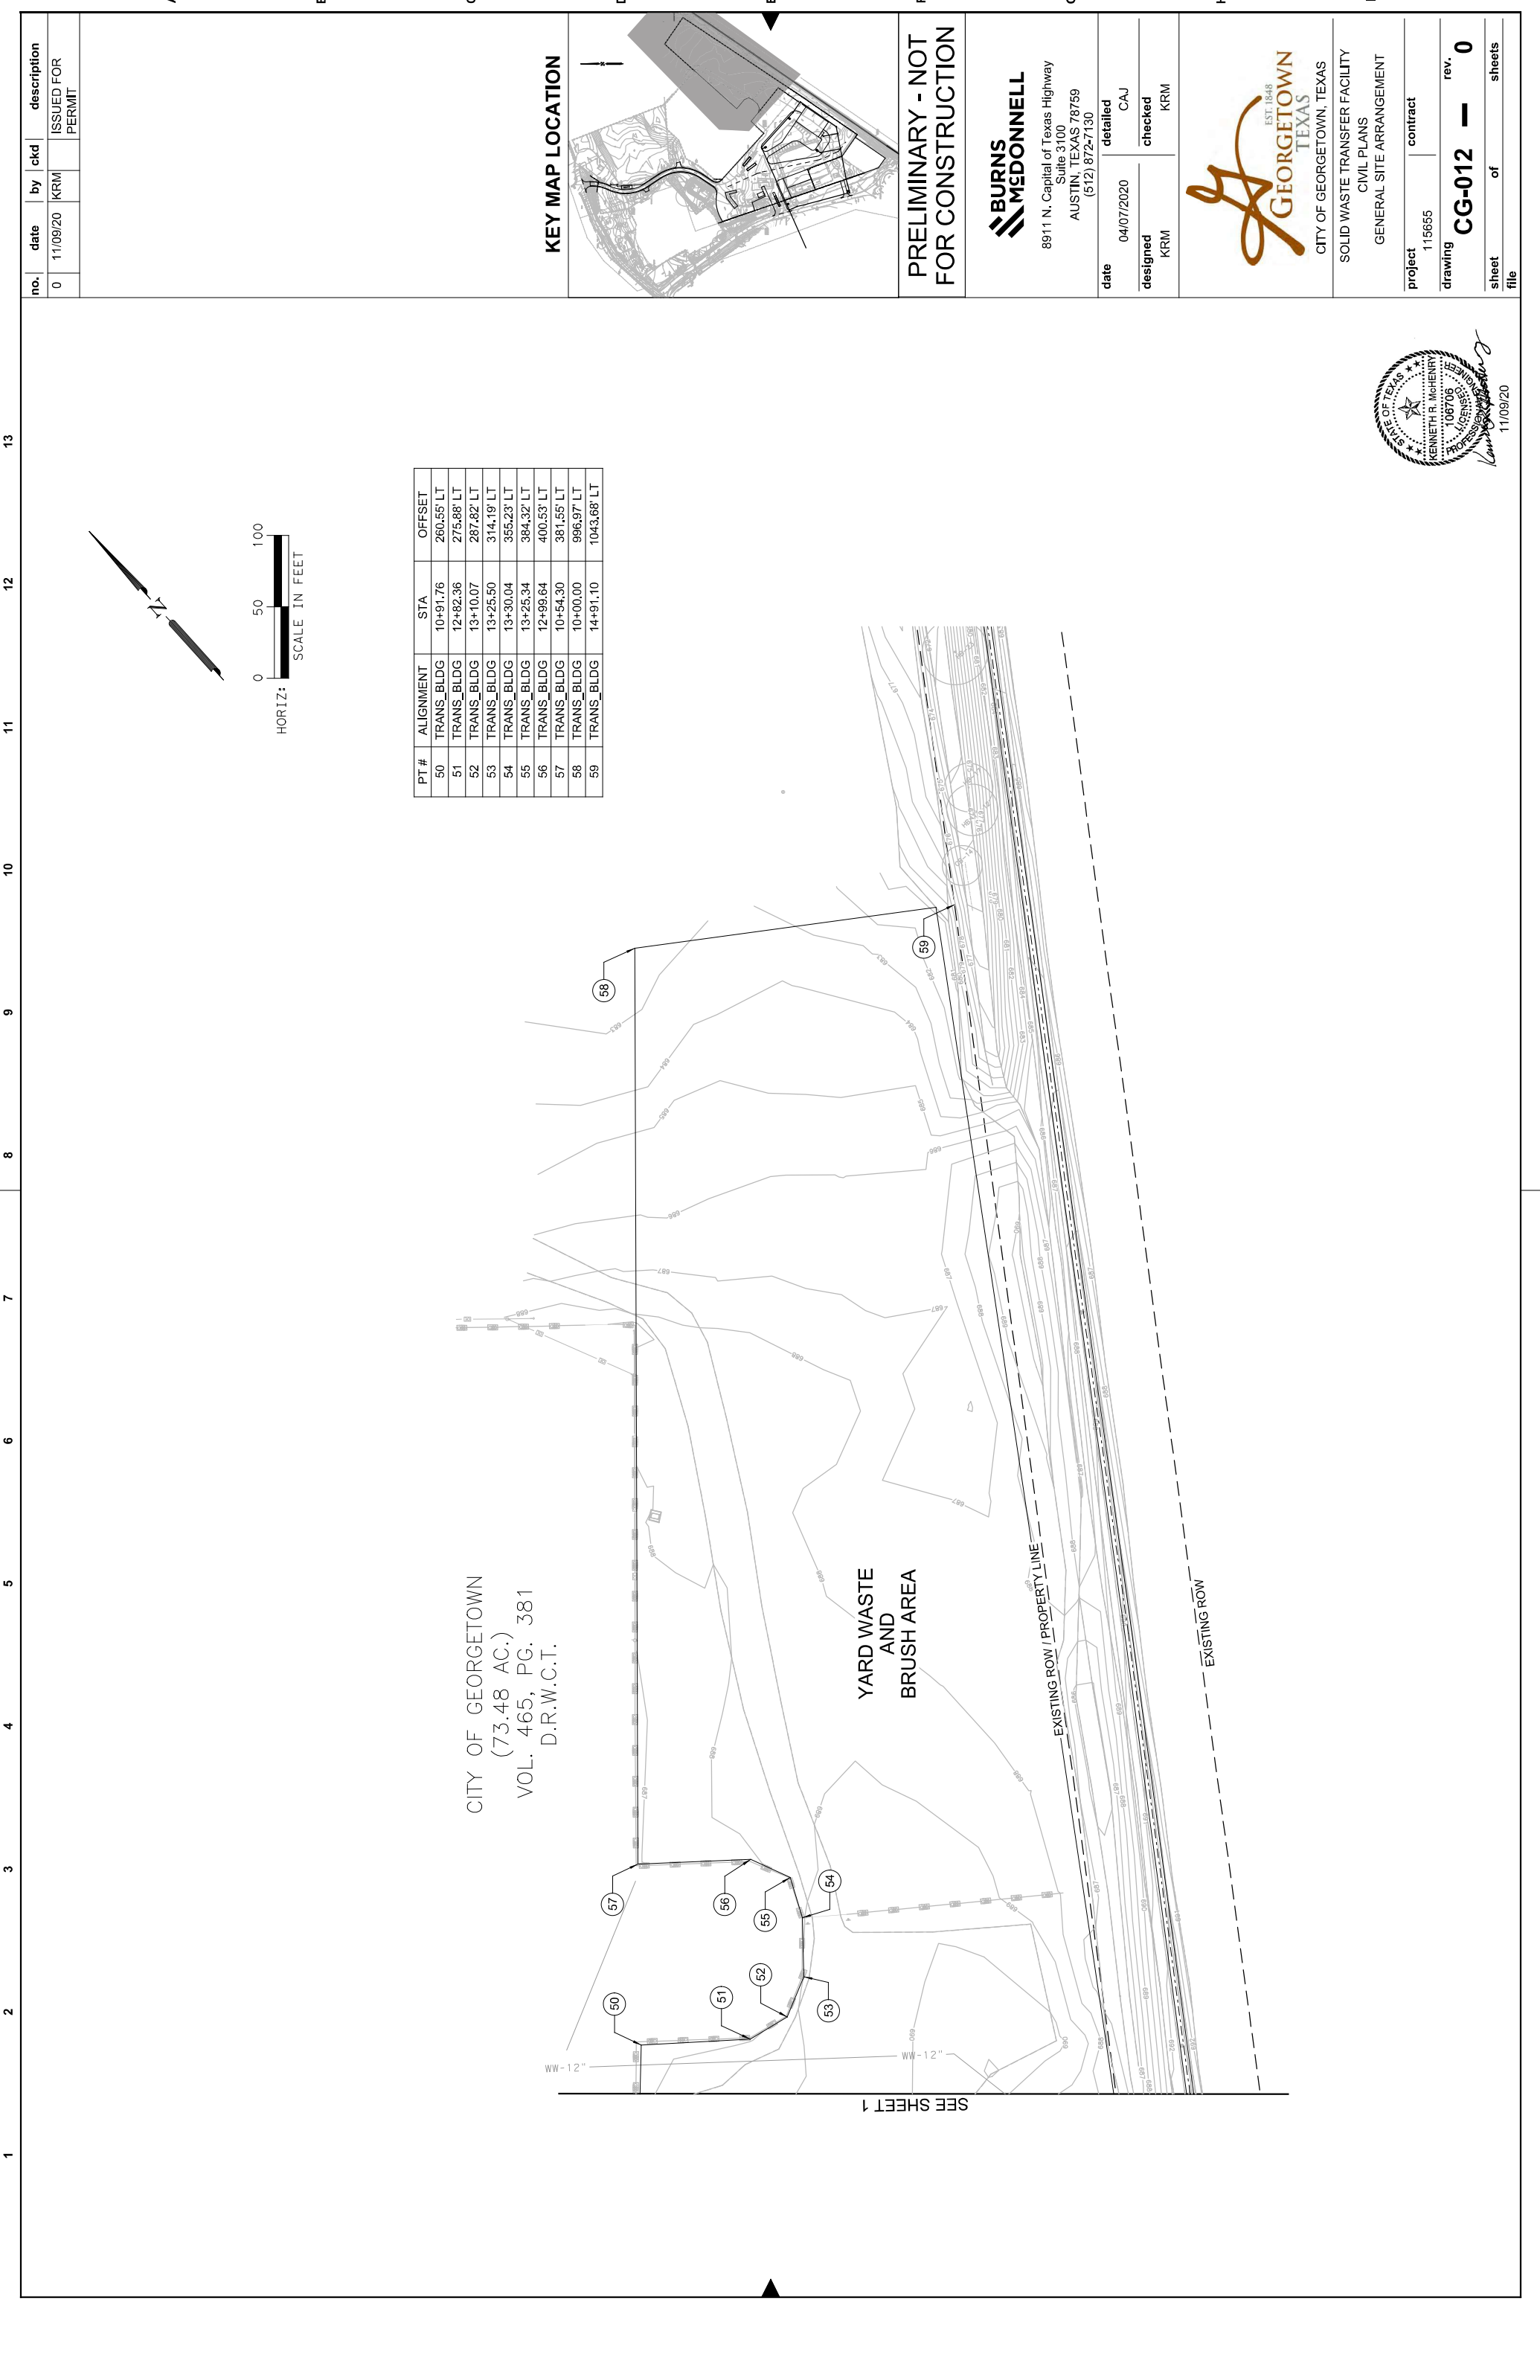 no. date by ckd description
0 11/09/20 KRM ISSUED FOR
PERMIT
KEY MAP LOCATION
PRELIMINARY - NOT
FOR CONSTRUCTION
BURNS
McDONNELL
8911 N. Capital of Texas Highway
Suite 3100
AUSTIN, TEXAS 78759
(512) 872-7130
date 04/07/2020
detailed CAJ
designed KRM
checked KRM
EST. 1848
GEORGETOWN
TEXAS
CITY OF GEORGETOWN, TEXAS
SOLID WASTE TRANSFER FACILITY
CIVIL PLANS
GENERAL SITE ARRANGEMENT
project 115655
contract
drawing CG-012 — rev. 0
sheet of sheets
file
STATE OF TEXAS
KENNETH R. McHENRY
106706
LICENSED
PROFESSIONAL ENGINEER
11/09/20
1 2 3 4 5 6 7 8 9 10 11 12 13
N
HORIZ: 0 50 100
SCALE IN FEET
PT # ALIGNMENT STA OFFSET
50 TRANS_BLDG 10+91.76 260.55' LT
51 TRANS_BLDG 12+82.36 275.88' LT
52 TRANS_BLDG 13+10.07 287.82' LT
53 TRANS_BLDG 13+25.50 314.19' LT
54 TRANS_BLDG 13+30.04 355.23' LT
55 TRANS_BLDG 13+25.34 384.32' LT
56 TRANS_BLDG 12+99.64 400.53' LT
57 TRANS_BLDG 10+54.30 381.55' LT
58 TRANS_BLDG 10+00.00 996.97' LT
59 TRANS_BLDG 14+91.10 1043.68' LT
CITY OF GEORGETOWN
(73.48 AC.)
VOL. 465, PG. 381
D.R.W.C.T.
YARD WASTE
AND
BRUSH AREA
EXISTING ROW / PROPERTY LINE
EXISTING ROW
SEE SHEET 1
WW-12"
WW-12"
50
51
52
53
54
55
56
57
58
59